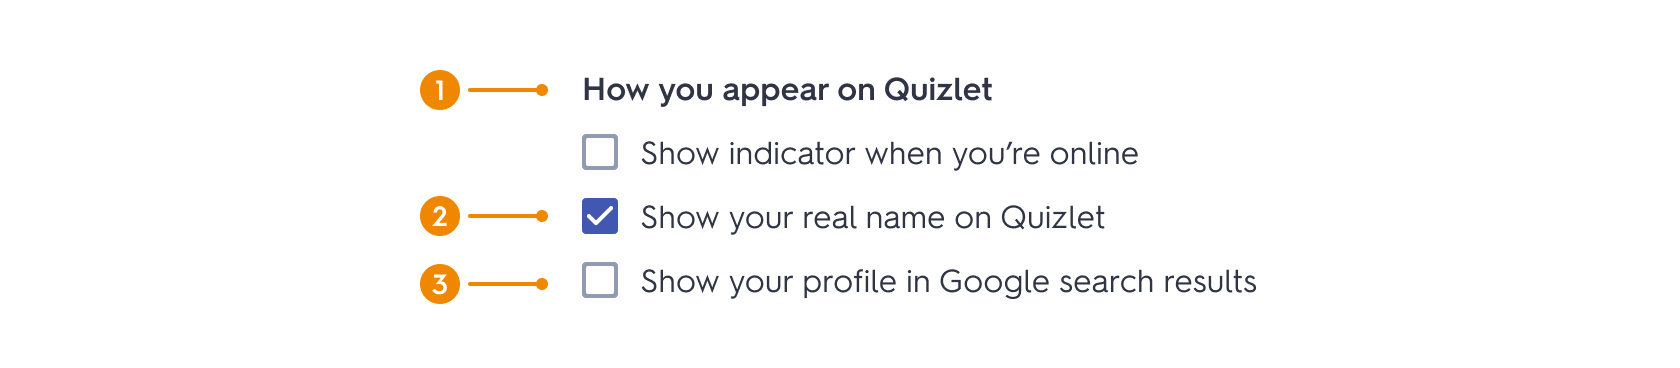 1 How you appear on Quizlet
Show indicator when you’re online
2 Show your real name on Quizlet
3 Show your profile in Google search results